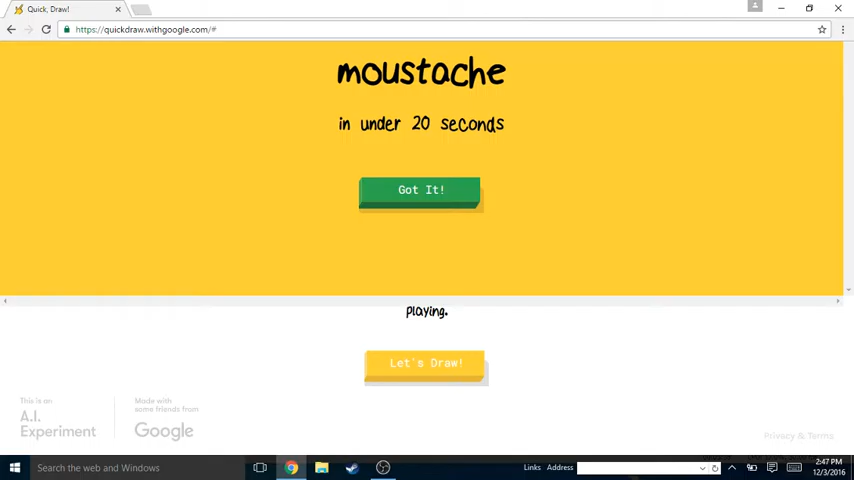 Quick, Draw!
https://quickdraw.withgoogle.com/#
moustache
in under 20 seconds
Got It!
playing.
Let's Draw!
This is on
A.I.
Experiment
Made with
some friends from
Google
Privacy & Terms
Search the web and Windows
Links
Address
2:47 PM
12/3/2016